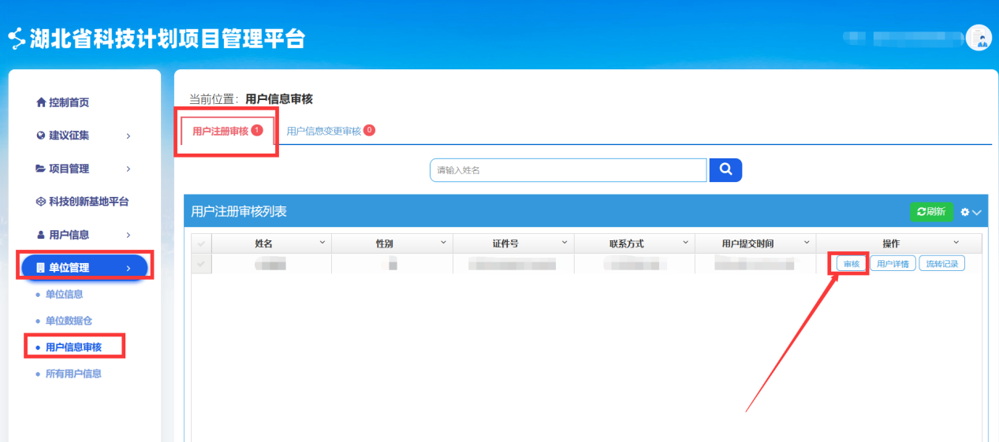 湖北省科技计划项目管理平台
控制首页
建议征集
项目管理
科技创新基地平台
用户信息
单位管理
单位信息
单位数据仓
用户信息审核
所有用户信息
当前位置：用户信息审核
用户注册审核 1 用户信息变更审核 0
请输入姓名
用户注册审核列表 刷新
姓名 性别 证件号 联系方式 用户提交时间 操作
审核 用户详情 流转记录